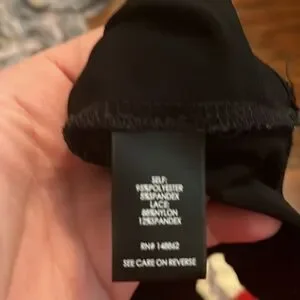 SELF:
95%POLYESTER
5%SPANDEX
LACE:
88%NYLON
12%SPANDEX
RN# 148862
SEE CARE ON REVERSE